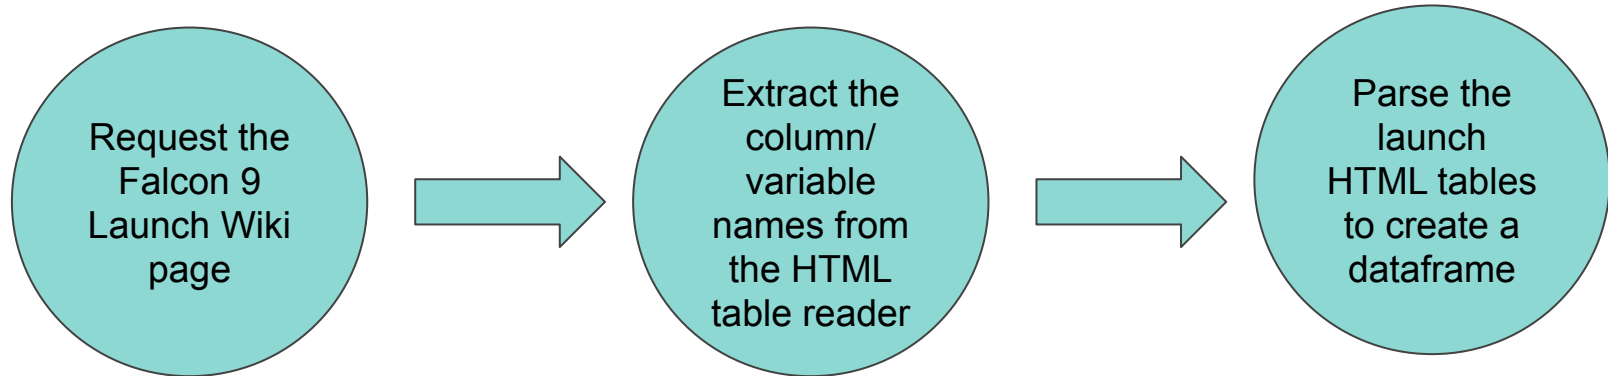 Request the
Falcon 9
Launch Wiki
page
Extract the
column/
variable
names from
the HTML
table reader
Parse the
launch
HTML tables
to create a
dataframe